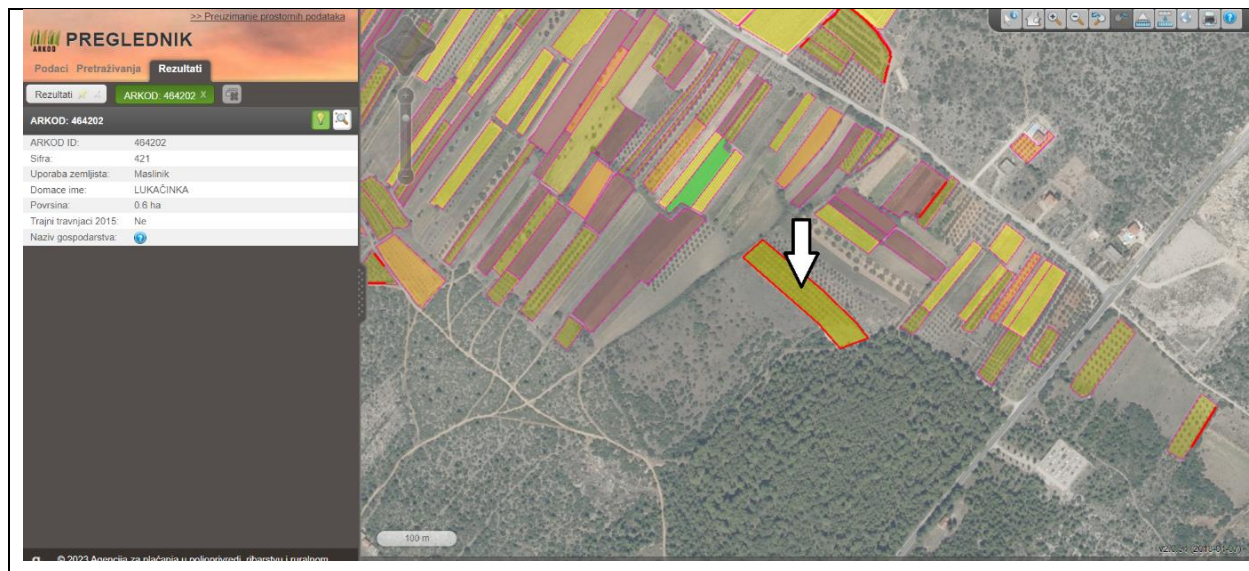 >> Preuzimanje prostornih podataka
ARKOD PREGLEDNIK
Podaci Pretraživanja Rezultati
Rezultati ARKOD: 464202 X
ARKOD: 464202
ARKOD ID: 464202
Sifra: 421
Uporaba zemljista: Maslinik
Domace ime: LUKAČINKA
Povrsina: 0.6 ha
Trajni travnjaci 2015: Ne
Naziv gospodarstva: ?
100 m
© 2023 Agencija za plaćanja u poljoprivredi, ribarstvu i ruralnom